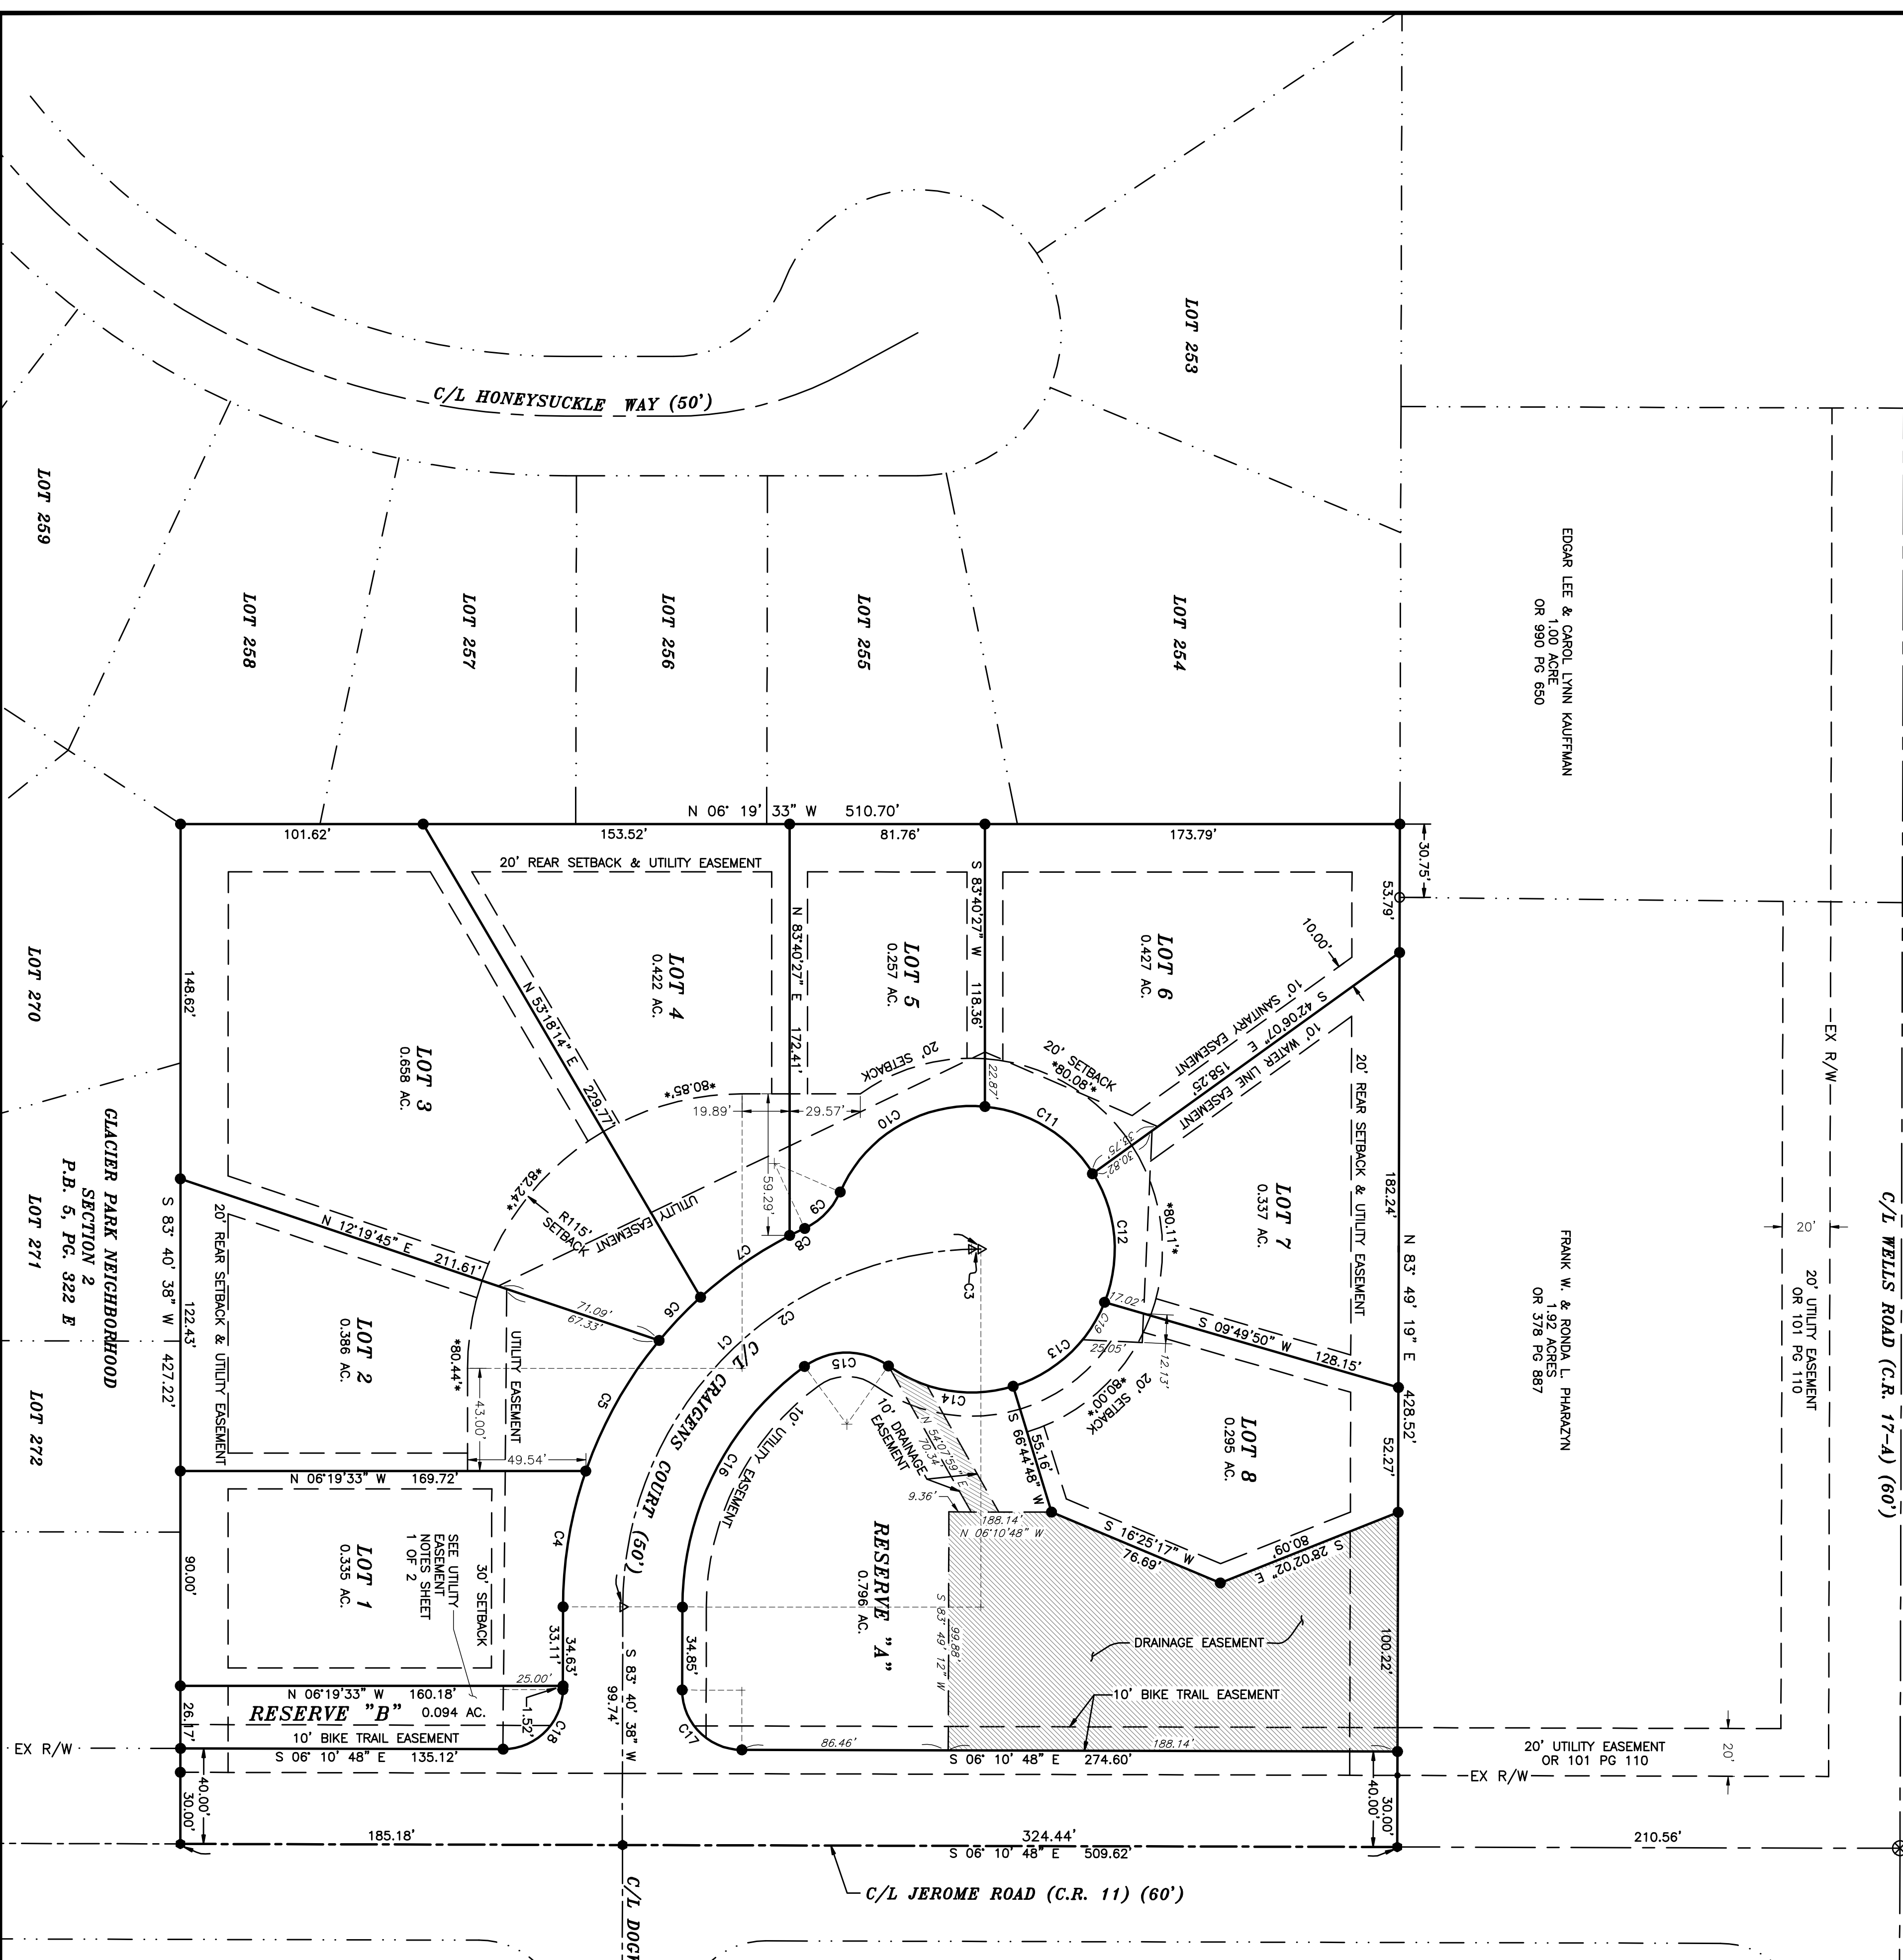 LOT 253
C/L HONEYSUCKLE WAY (50')
LOT 259
LOT 258
LOT 257
LOT 256
LOT 255
LOT 254
EDGAR LEE & CAROL LYNN KAUFFMAN
1.00 ACRE
OR 990 PG 650
N 06° 19' 33" W 510.70'
101.62'
153.52'
81.76'
173.79'
30.75'
53.79'
20' REAR SETBACK & UTILITY EASEMENT
N 83°40'27" E 172.41'
S 83°40'27" W 118.36'
22.87'
LOT 3
0.658 AC.
LOT 4
0.422 AC.
LOT 5
0.257 AC.
LOT 6
0.427 AC.
10.00'
10' SANITARY EASEMENT
S 42°06'07" E 158.25'
10' WATER LINE EASEMENT
33.75'
30.82'
20' SETBACK
20' SETBACK
*80.08'*
*80.85'*
19.89'
29.57'
59.29'
N 53°18'14" E 229.77'
148.62'
LOT 270
LOT 271
LOT 272
GLACIER PARK NEIGHBORHOOD
SECTION 2
P.B. 5, PG. 322 E
S 83° 40' 38" W 427.22'
122.43'
90.00'
26.17'
N 12°19'45" E 211.61'
71.09'
67.33'
*82.24'*
R115'
SETBACK
UTILITY EASEMENT
UTILITY EASEMENT
*80.44'*
43.00'
49.54'
LOT 2
0.386 AC.
20' REAR SETBACK & UTILITY EASEMENT
N 06°19'33" W 169.72'
LOT 1
0.335 AC.
SEE UTILITY
EASEMENT
NOTES SHEET
1 OF 2
30' SETBACK
C1
C2
C3
C4
C5
C6
C7
C8
C9
C10
C11
C12
C13
C14
C15
C16
C17
C18
C19
C/L
CRAIGENS
COURT (50')
LOT 7
0.337 AC.
20' REAR SETBACK & UTILITY EASEMENT
182.24'
N 83° 49' 19" E 428.52'
*80.11'*
17.02'
S 09°49'50" W 128.15'
12.13'
25.05'
20' SETBACK
*80.00'*
LOT 8
0.295 AC.
52.27'
S 66°44'48" W
55.16'
S 16°25'17" W
76.69'
S 28°02'02" E
80.09'
100.22'
10' UTILITY EASEMENT
10' DRAINAGE
EASEMENT
N 54°07'59" E
70.34'
9.36'
188.14'
N 06°10'48" W
RESERVE "A"
0.796 AC.
99.88'
S 83° 49' 12" W
DRAINAGE EASEMENT
10' BIKE TRAIL EASEMENT
33.11'
34.63'
34.85'
25.00'
1.52'
S 83° 40' 38" W
99.74'
N 06°19'33" W 160.18'
RESERVE "B" 0.094 AC.
10' BIKE TRAIL EASEMENT
S 06° 10' 48" E 135.12'
86.46'
188.14'
S 06° 10' 48" E 274.60'
EX R/W
EX R/W
EX R/W
40.00'
30.00'
30.00'
40.00'
185.18'
324.44'
S 06° 10' 48" E 509.62'
210.56'
C/L JEROME ROAD (C.R. 11) (60')
FRANK W. & RONDA L. PHARAZYN
1.92 ACRES
OR 378 PG 887
20'
20' UTILITY EASEMENT
OR 101 PG 110
C/L WELLS ROAD (C.R. 17-A) (60')
20' UTILITY EASEMENT
OR 101 PG 110
20'